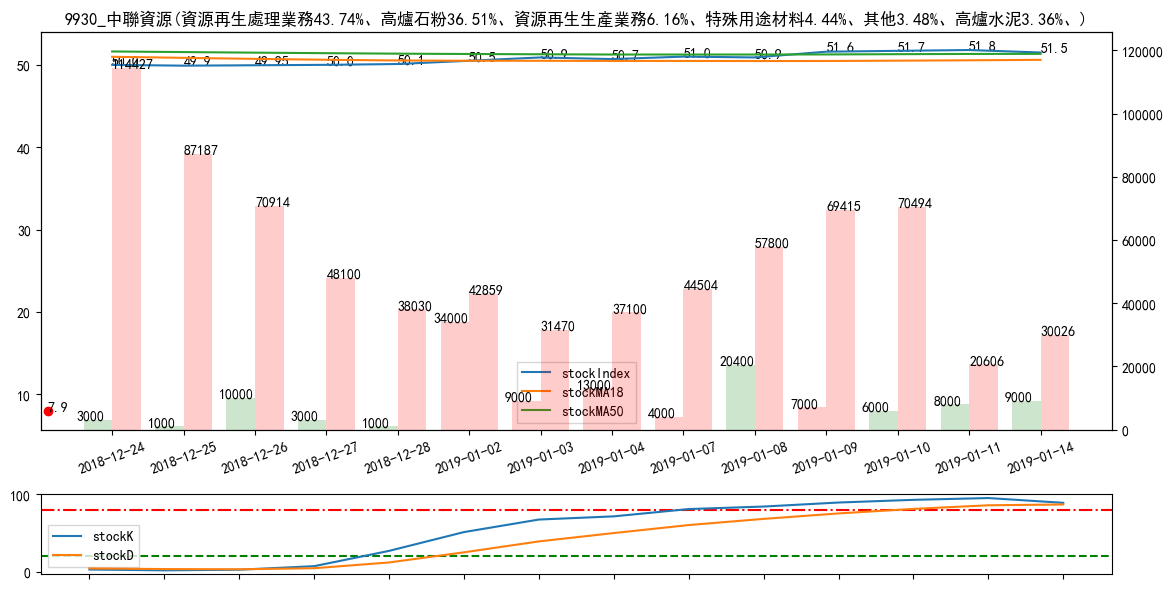 9930_中聯資源(資源再生處理業務43.74%、高爐石粉36.51%、資源再生生產業務6.16%、特殊用途材料4.44%、其他3.48%、高爐水泥3.36%、)
50 40 30 20 10
120000 100000 80000 60000 40000 20000 0
49.9 49.95 50.0 50.1 50.5 50.9 50.7 51.0 50.9 51.6 51.7 51.8 51.5
114427 87187 70914 48100 38030 42859 31470 37100 44504 57800 69415 70494 20606 30026
3000 1000 10000 3000 1000 34000 9000 13000 4000 20400 7000 6000 8000 9000
7.9
stockIndex
stockMA18
stockMA50
2018-12-24 2018-12-25 2018-12-26 2018-12-27 2018-12-28 2019-01-02 2019-01-03 2019-01-04 2019-01-07 2019-01-08 2019-01-09 2019-01-10 2019-01-11 2019-01-14
100
0
stockK
stockD